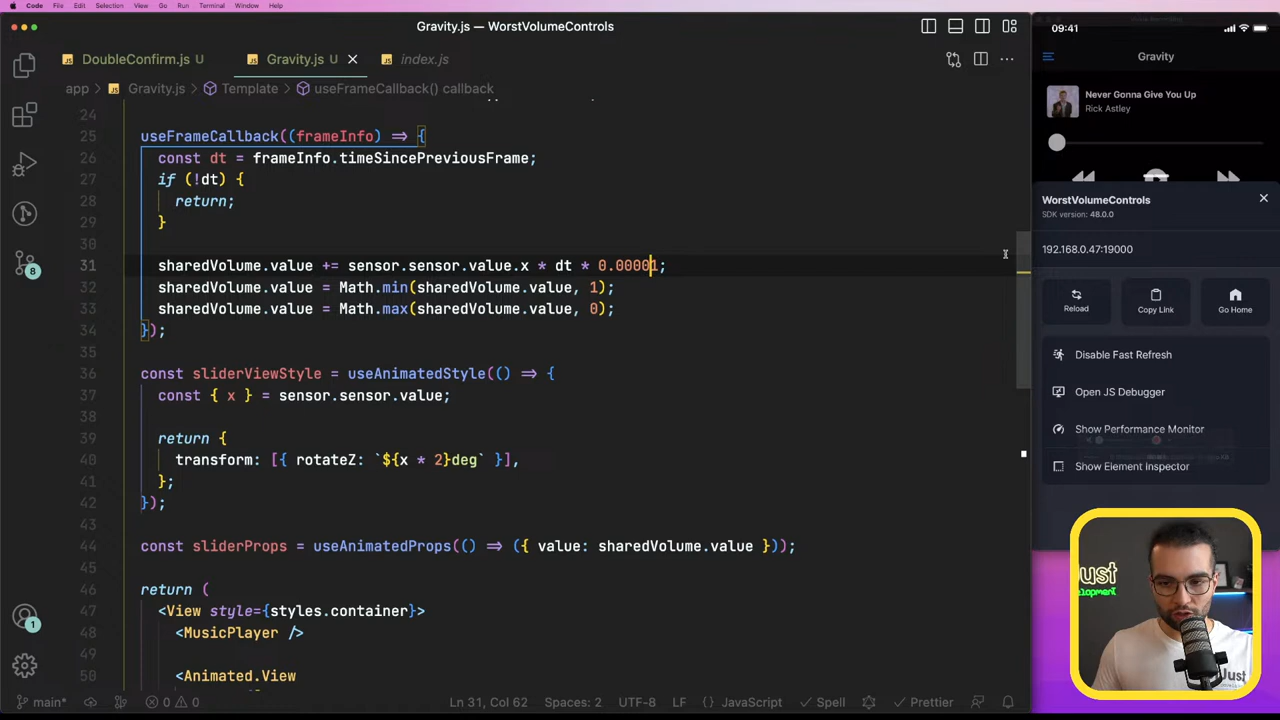 Code File Edit Selection View Go Run Terminal Window Help
Gravity.js — WorstVolumeControls
DoubleConfirm.js U
Gravity.js U
index.js
app > Gravity.js > Template > useFrameCallback() callback
24
25 useFrameCallback((frameInfo) ⇒ {
26 const dt = frameInfo.timeSincePreviousFrame;
27 if (!dt) {
28 return;
29 }
30
31 sharedVolume.value += sensor.sensor.value.x * dt * 0.00001;
32 sharedVolume.value = Math.min(sharedVolume.value, 1);
33 sharedVolume.value = Math.max(sharedVolume.value, 0);
34 });
35
36 const sliderViewStyle = useAnimatedStyle(() ⇒ {
37 const { x } = sensor.sensor.value;
38
39 return {
40 transform: [{ rotateZ: `${x * 2}deg` }],
41 };
42 });
43
44 const sliderProps = useAnimatedProps(() ⇒ ({ value: sharedVolume.value }));
45
46 return (
47 <View style={styles.container}>
48 <MusicPlayer />
49
50 <Animated.View
8
1
main*
0 0
Ln 31, Col 62
Spaces: 2
UTF-8
LF
{} JavaScript
Spell
Prettier
09:41
Gravity
Never Gonna Give You Up
Rick Astley
WorstVolumeControls
SDK version: 48.0.0
192.168.0.47:19000
Reload
Copy Link
Go Home
Disable Fast Refresh
Open JS Debugger
Show Performance Monitor
Show Element Inspector